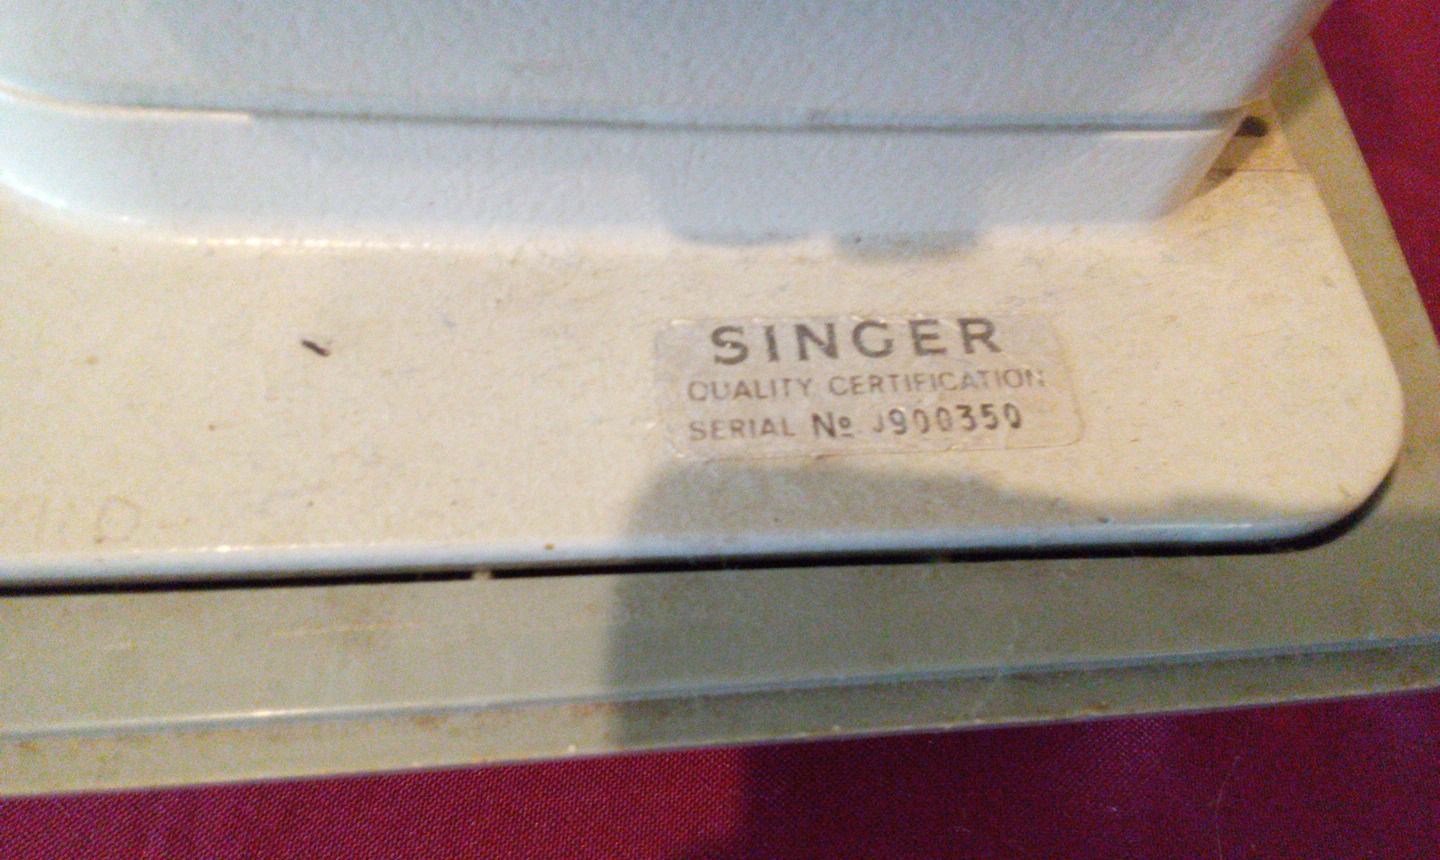 SINGER
QUALITY CERTIFICATION
SERIAL Nº J900350